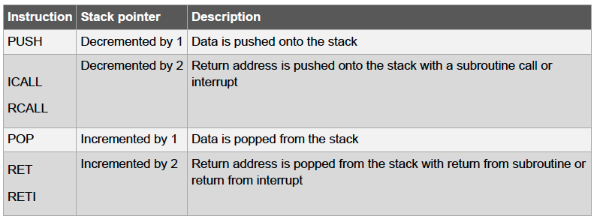 Instruction Stack pointer Description
PUSH Decremented by 1 Data is pushed onto the stack
Decremented by 2 Return address is pushed onto the stack with a subroutine call or
ICALL interrupt
RCALL
POP Incremented by 1 Data is popped from the stack
Incremented by 2 Return address is popped from the stack with return from subroutine or
RET return from interrupt
RETI